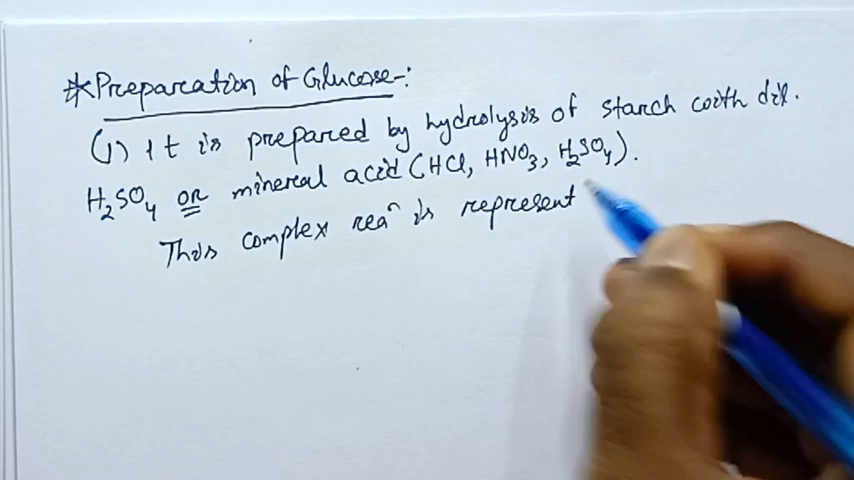 *Preparation of Glucose-:
(1) It is prepared by hydrolysis of starch with dil.
H₂SO₄ OR mineral acid (HCl, HNO₃, H₂SO₄).
This complex reaⁿ is represent